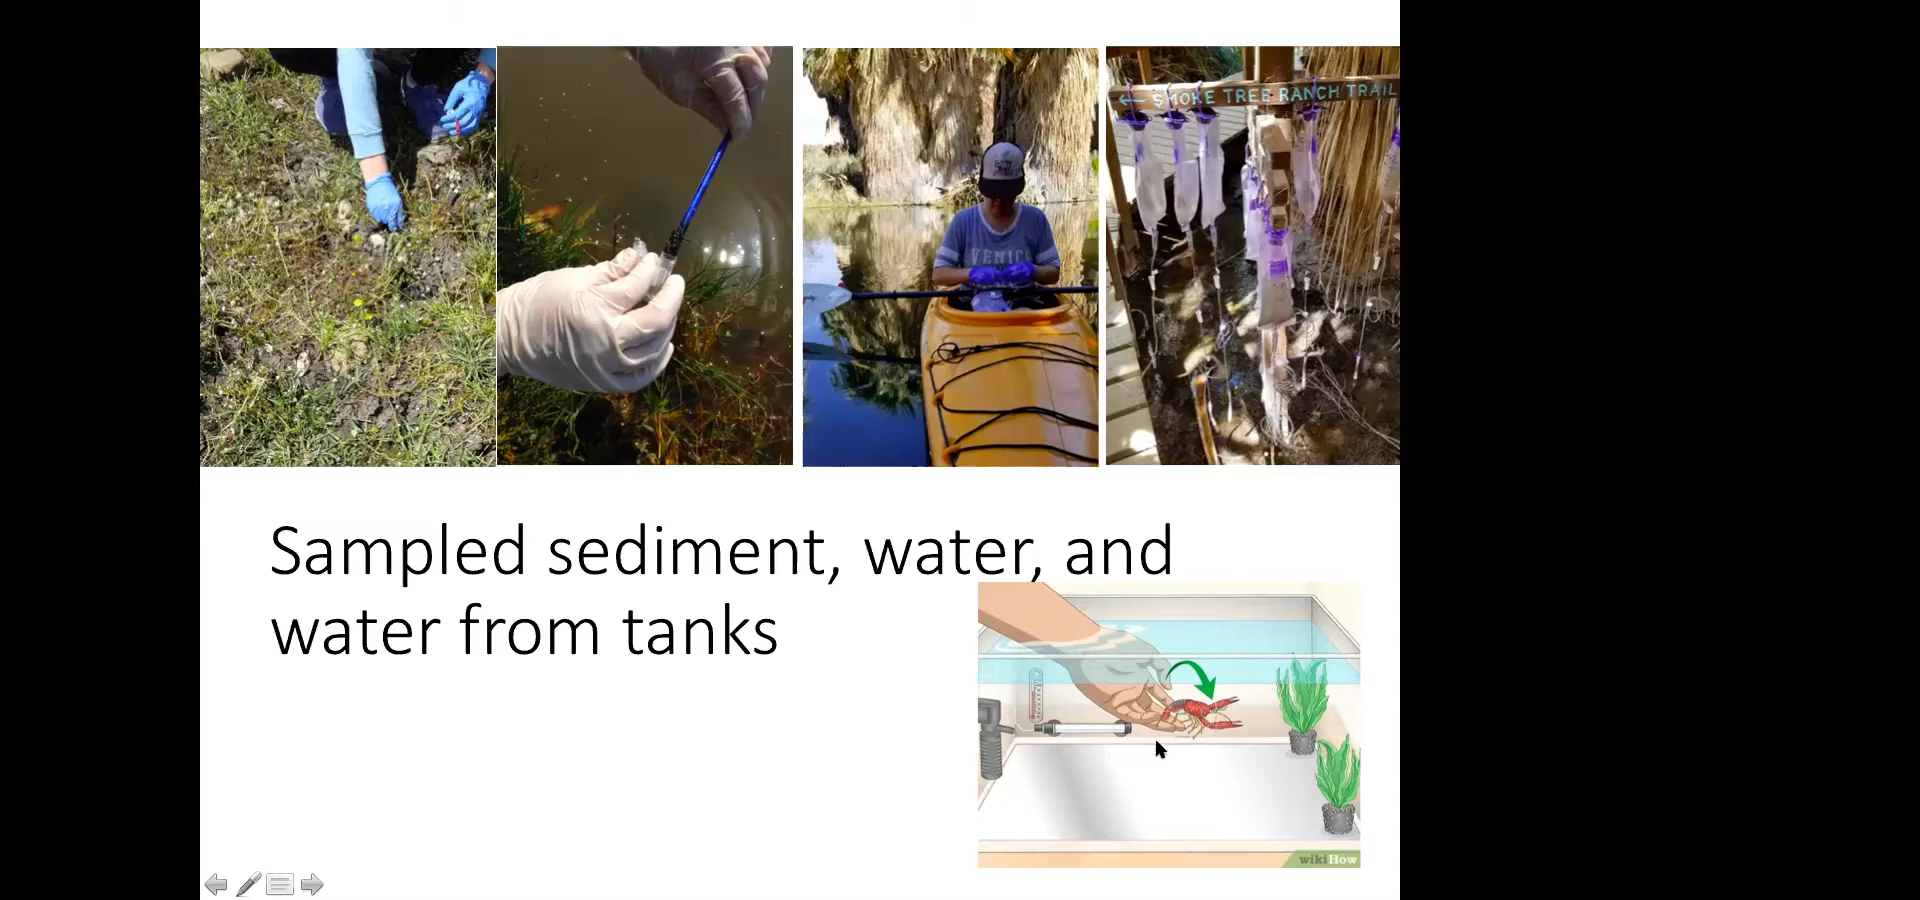 ← SMOKE TREE RANCH TRAIL
VENIC
Sampled sediment, water, and
water from tanks
wikiHow